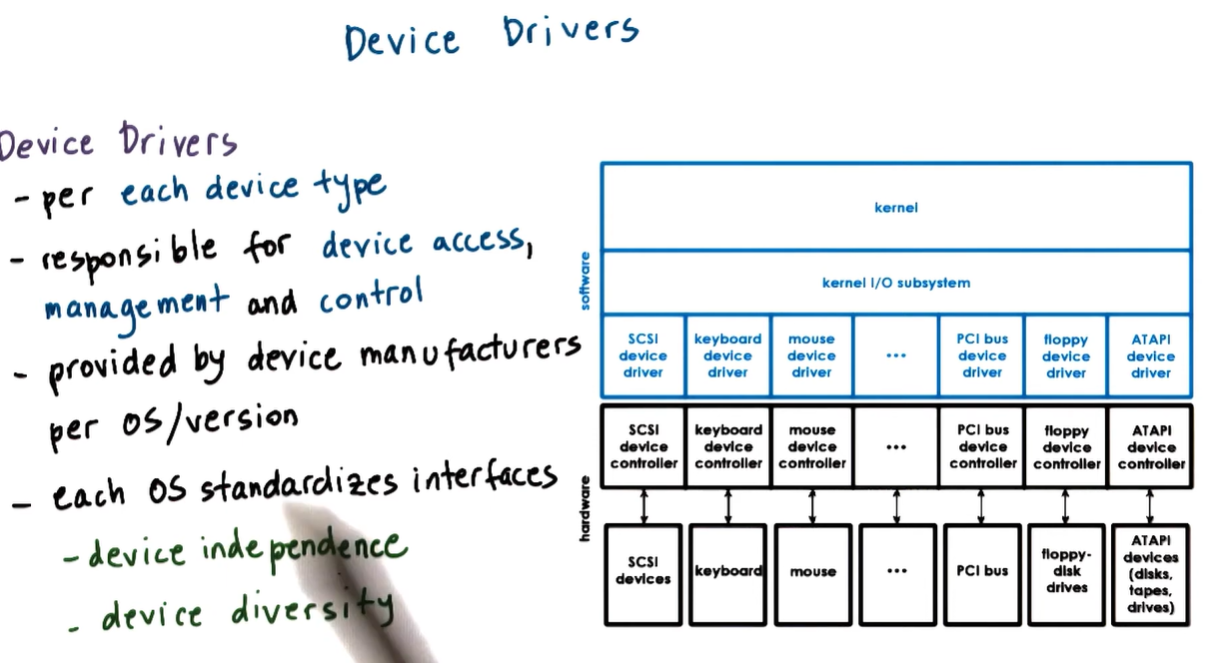 Device Drivers
Device Drivers
- per each device type
- responsible for device access,
management and control
- provided by device manufacturers
per OS/version
- each OS standardizes interfaces
- device independence
- device diversity
software
kernel
kernel I/O subsystem
SCSI
device
driver
keyboard
device
driver
mouse
device
driver
...
PCI bus
device
driver
floppy
device
driver
ATAPI
device
driver
hardware
SCSI
device
controller
keyboard
device
controller
mouse
device
controller
...
PCI bus
device
controller
floppy
device
controller
ATAPI
device
controller
SCSI
devices
keyboard
mouse
...
PCI bus
floppy-
disk
drives
ATAPI
devices
(disks,
tapes,
drives)